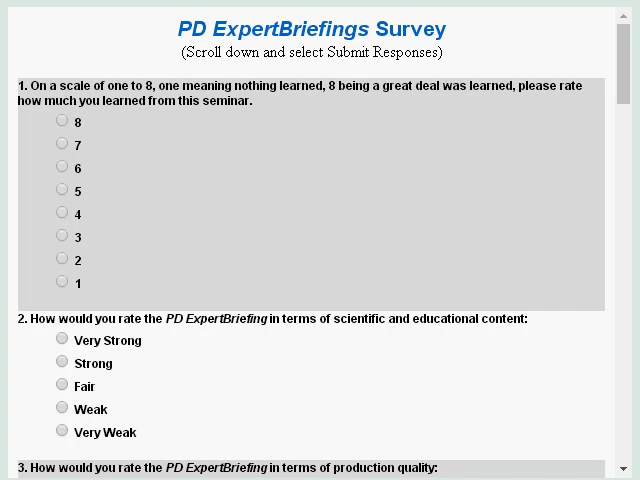 PD ExpertBriefings Survey
(Scroll down and select Submit Responses)
1. On a scale of one to 8, one meaning nothing learned, 8 being a great deal was learned, please rate
how much you learned from this seminar.
8
7
6
5
4
3
2
1
2. How would you rate the PD ExpertBriefing in terms of scientific and educational content:
Very Strong
Strong
Fair
Weak
Very Weak
3. How would you rate the PD ExpertBriefing in terms of production quality: